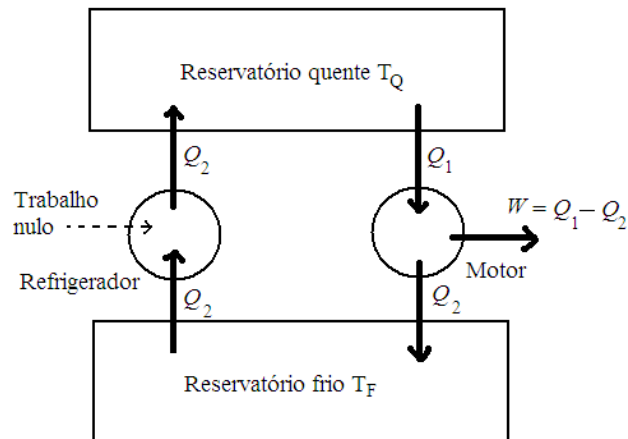 Reservatório quente T_Q
Q_2
Q_1
Trabalho
nulo
W = Q_1 – Q_2
Refrigerador
Motor
Q_2
Q_2
Reservatório frio T_F